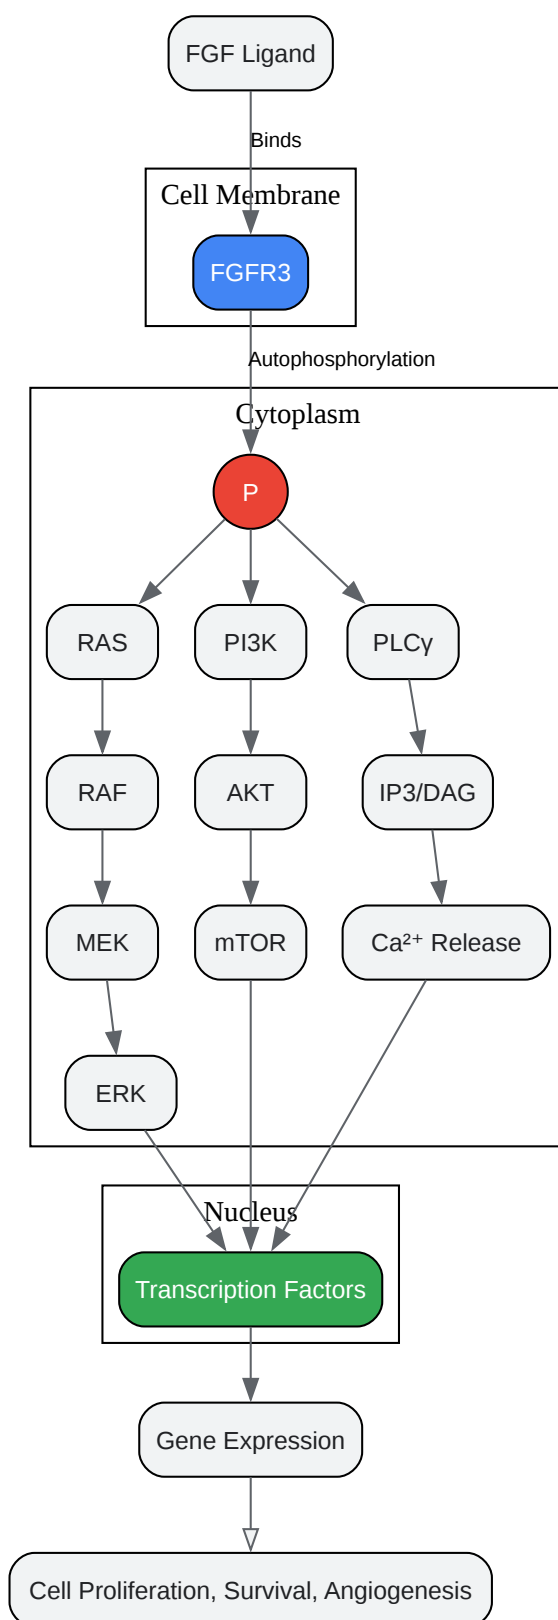 FGF Ligand
Binds
Cell Membrane
FGFR3
Autophosphorylation
Cytoplasm
P
RAS
PI3K
PLCγ
RAF
AKT
IP3/DAG
MEK
mTOR
Ca²⁺ Release
ERK
Nucleus
Transcription Factors
Gene Expression
Cell Proliferation, Survival, Angiogenesis